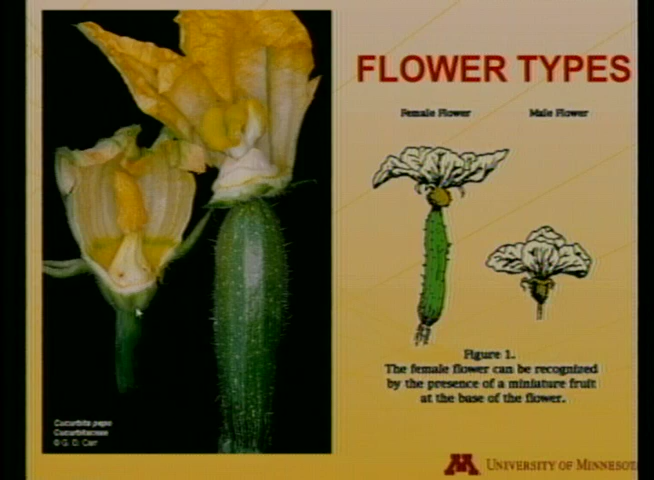 FLOWER TYPES
Female Flower
Male Flower
Figure 1.
The female flower can be recognized
by the presence of a miniature fruit
at the base of the flower.
Cucurbita pepo
Cucurbitaceae
© G. D. Carr
M UNIVERSITY OF MINNESOT